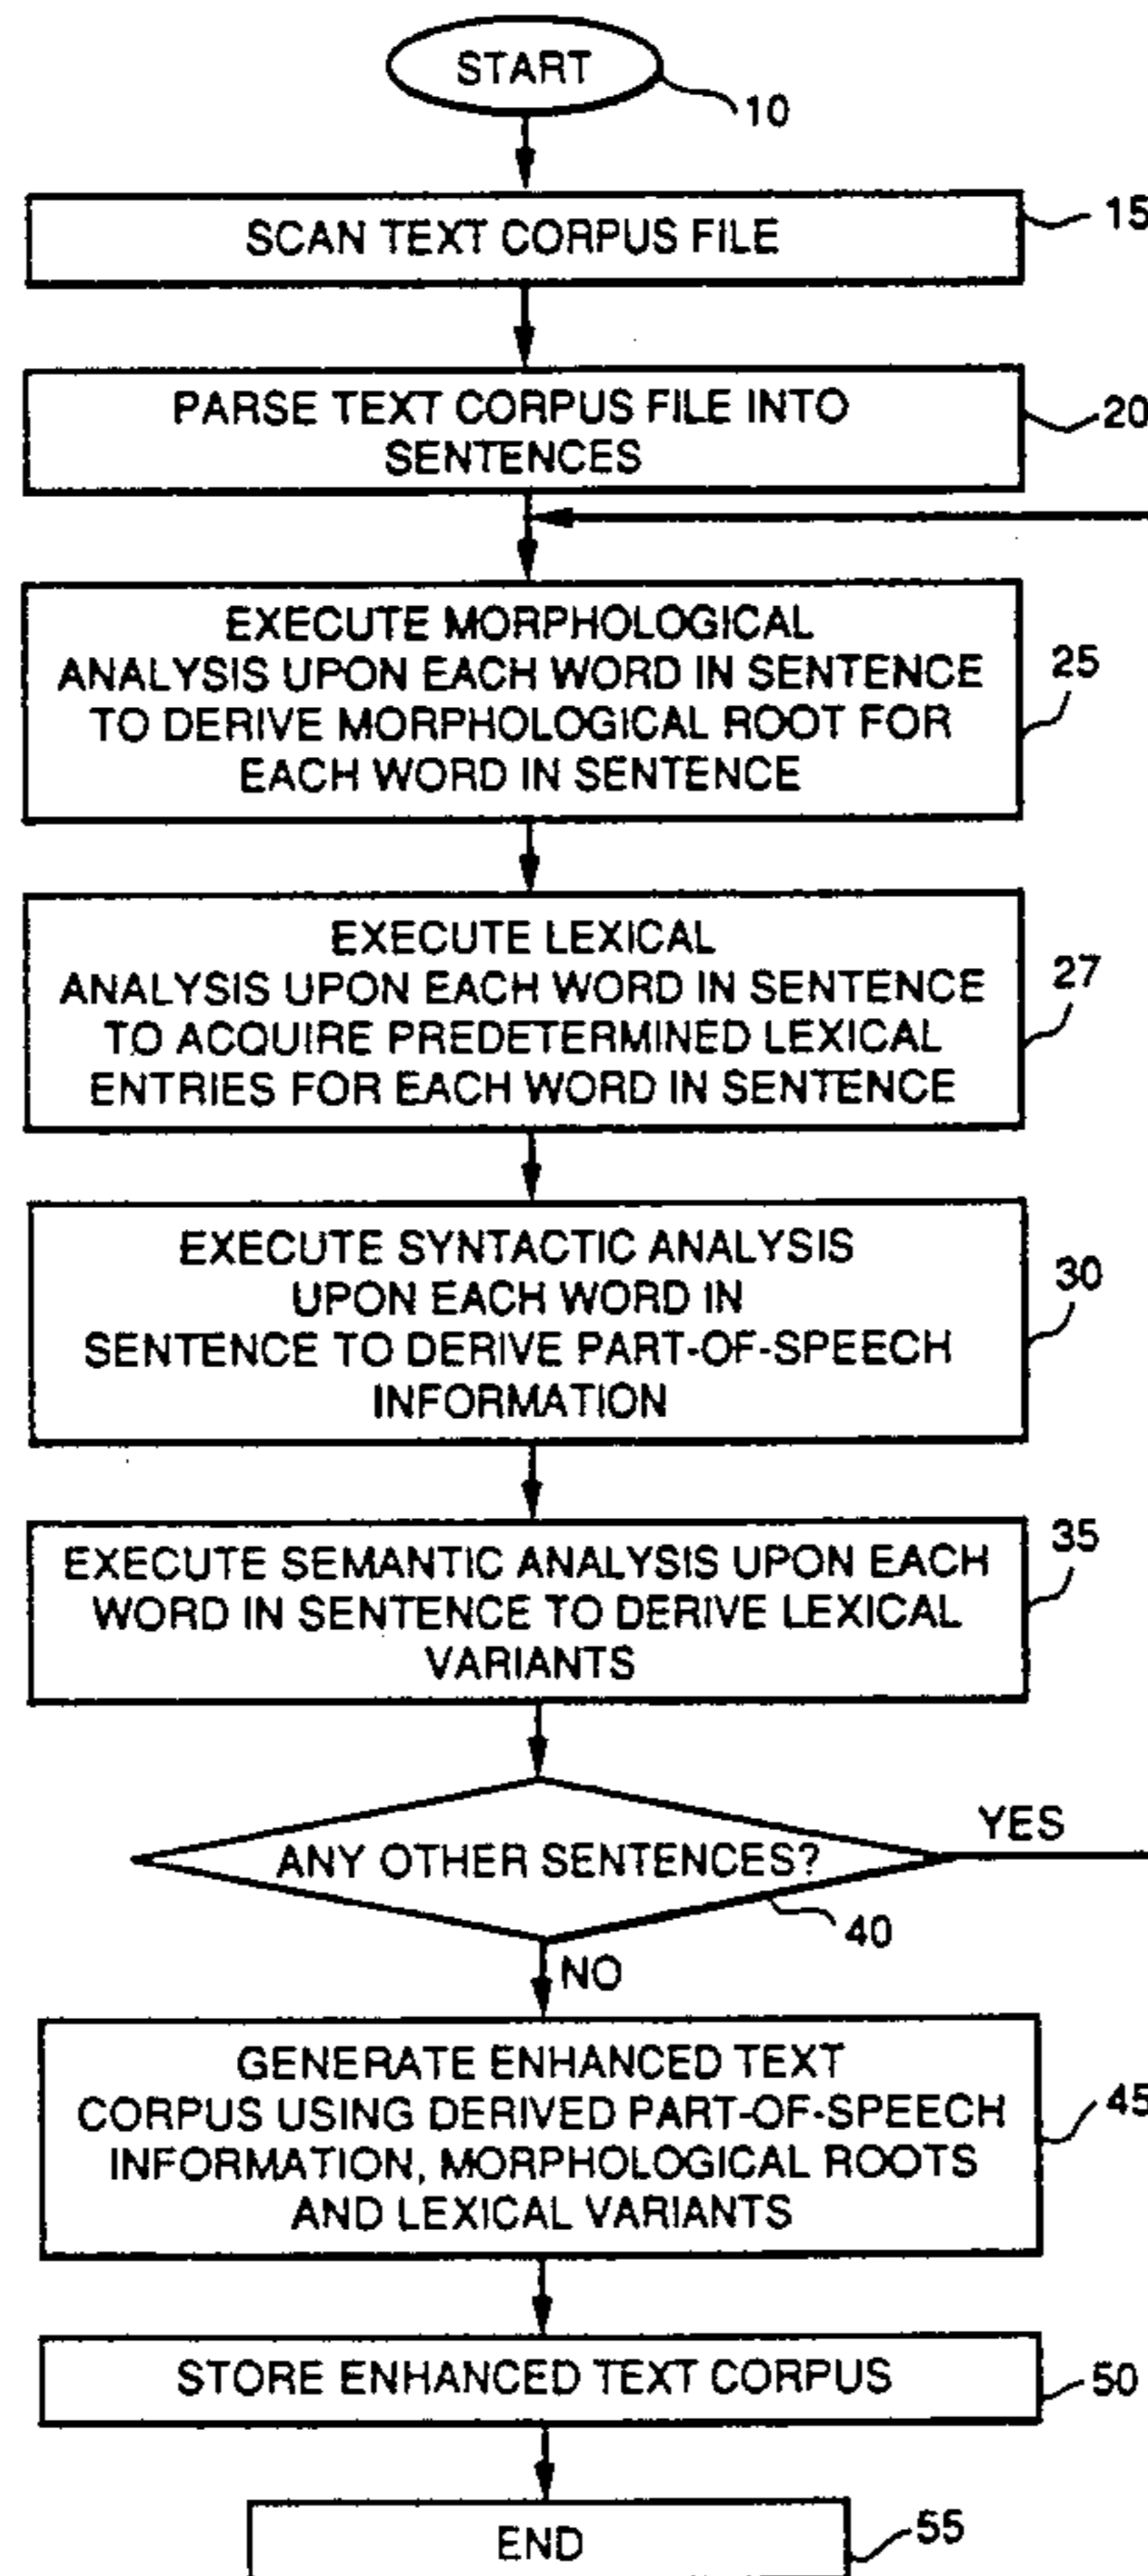 START
10
SCAN TEXT CORPUS FILE
15
PARSE TEXT CORPUS FILE INTO
SENTENCES
20
EXECUTE MORPHOLOGICAL
ANALYSIS UPON EACH WORD IN SENTENCE
TO DERIVE MORPHOLOGICAL ROOT FOR
EACH WORD IN SENTENCE
25
EXECUTE LEXICAL
ANALYSIS UPON EACH WORD IN SENTENCE
TO ACQUIRE PREDETERMINED LEXICAL
ENTRIES FOR EACH WORD IN SENTENCE
27
EXECUTE SYNTACTIC ANALYSIS
UPON EACH WORD IN
SENTENCE TO DERIVE PART-OF-SPEECH
INFORMATION
30
EXECUTE SEMANTIC ANALYSIS UPON EACH
WORD IN SENTENCE TO DERIVE LEXICAL
VARIANTS
35
ANY OTHER SENTENCES?
YES
40
NO
GENERATE ENHANCED TEXT
CORPUS USING DERIVED PART-OF-SPEECH
INFORMATION, MORPHOLOGICAL ROOTS
AND LEXICAL VARIANTS
45
STORE ENHANCED TEXT CORPUS
50
END
55